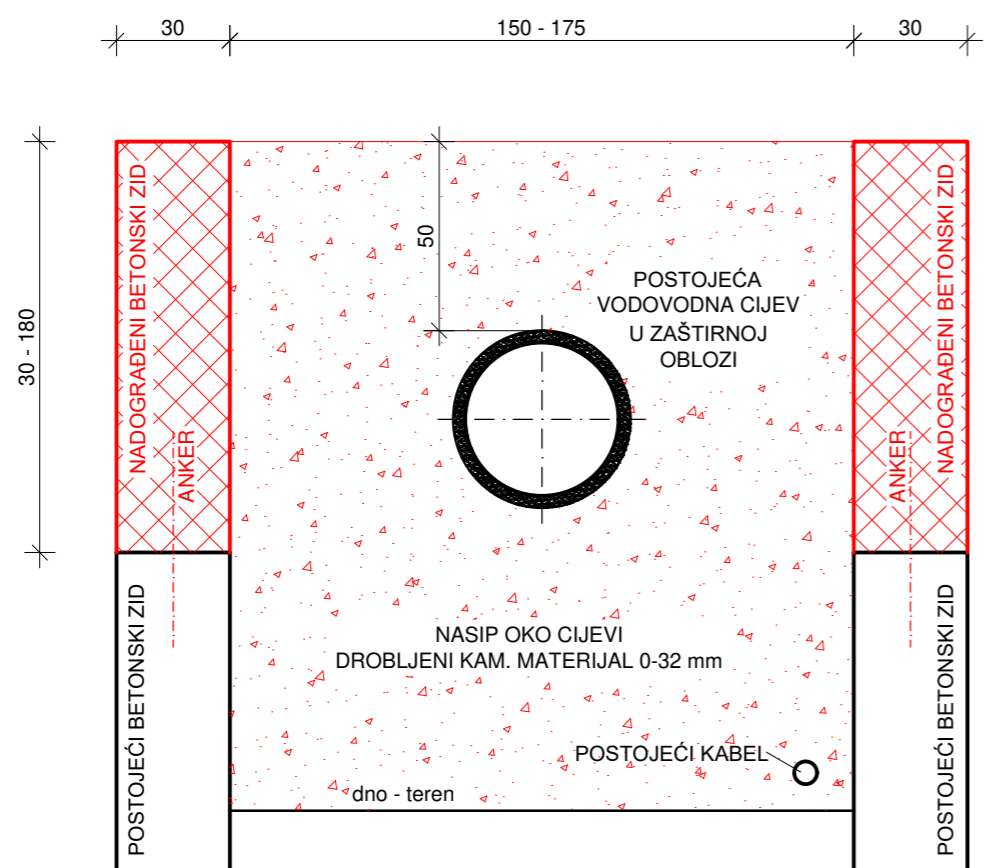 30
150 - 175
30
30 - 180
50
NADOGRAĐENI BETONSKI ZID
ANKER
POSTOJEĆA
VODOVODNA CIJEV
U ZAŠTIRNOJ
OBLOZI
ANKER
NADOGRAĐENI BETONSKI ZID
POSTOJEĆI BETONSKI ZID
NASIP OKO CIJEVI
DROBLJENI KAM. MATERIJAL 0-32 mm
POSTOJEĆI KABEL
dno - teren
POSTOJEĆI BETONSKI ZID